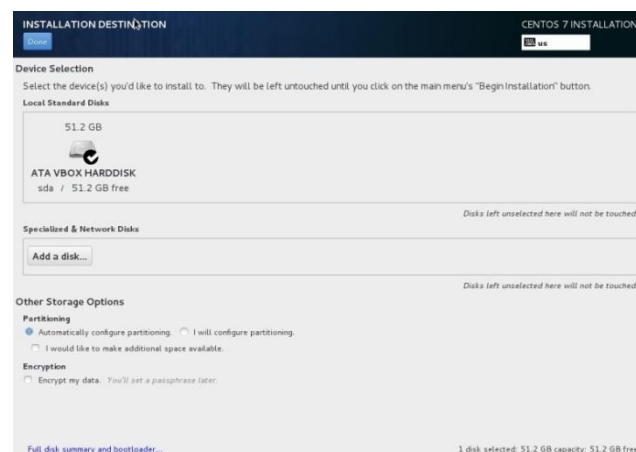 INSTALLATION DESTINATION
CENTOS 7 INSTALLATION
Done
us
Device Selection
Select the device(s) you'd like to install to. They will be left untouched until you click on the main menu's "Begin Installation" button.
Local Standard Disks
51.2 GB
ATA VBOX HARDDISK
sda / 51.2 GB free
Disks left unselected here will not be touched
Specialized & Network Disks
Add a disk...
Disks left unselected here will not be touched
Other Storage Options
Partitioning
Automatically configure partitioning. I will configure partitioning.
I would like to make additional space available.
Encryption
Encrypt my data. You'll set a passphrase later.
Full disk summary and bootloader...
1 disk selected; 51.2 GB capacity; 51.2 GB free